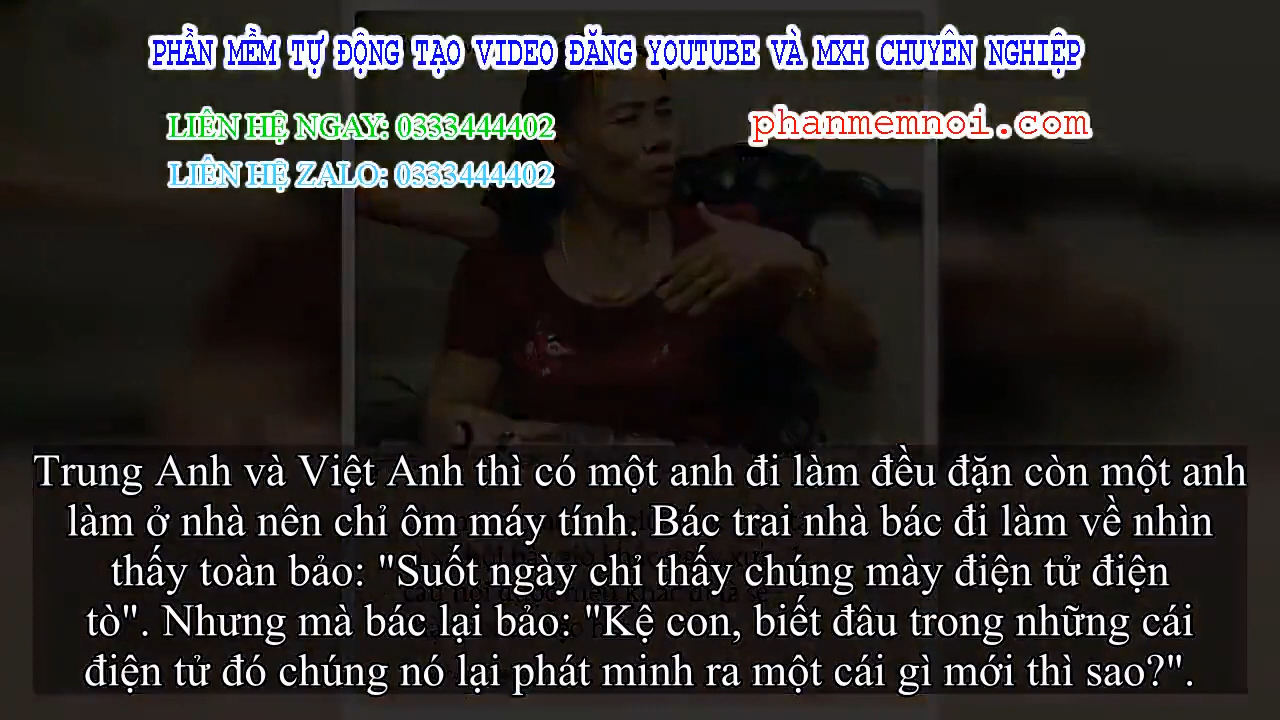 PHẦN MỀM TỰ ĐỘNG TẠO VIDEO ĐĂNG YOUTUBE VÀ MXH CHUYÊN NGHIỆP
LIÊN HỆ NGAY: 0333444402
phanmemnoi.com
LIÊN HỆ ZALO: 0333444402
Trung Anh và Việt Anh thì có một anh đi làm đều đặn còn một anh
làm ở nhà nên chỉ ôm máy tính. Bác trai nhà bác đi làm về nhìn
thấy toàn bảo: "Suốt ngày chỉ thấy chúng mày điện tử điện
tò". Nhưng mà bác lại bảo: "Kệ con, biết đâu trong những cái
điện tử đó chúng nó lại phát minh ra một cái gì mới thì sao?".